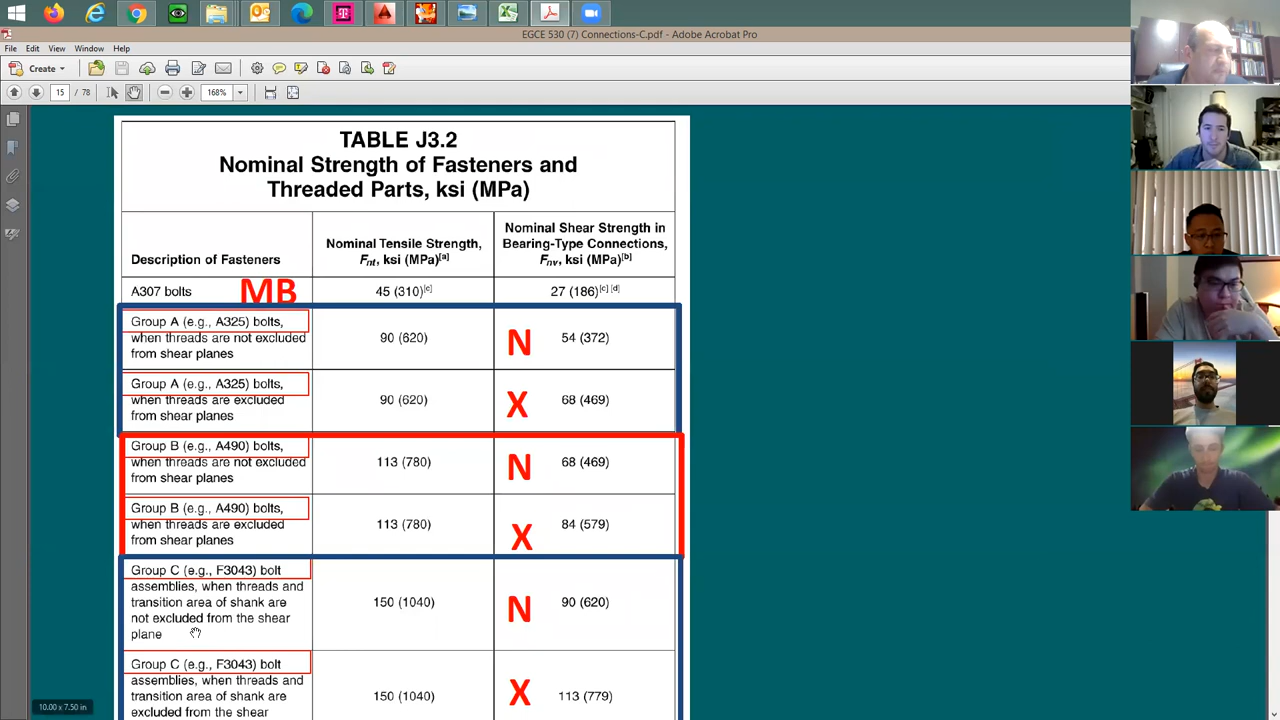 EGCE 530 (7) Connections-C.pdf - Adobe Acrobat Pro
File Edit View Window Help
Create
15 / 78 168%
TABLE J3.2
Nominal Strength of Fasteners and
Threaded Parts, ksi (MPa)
Description of Fasteners
Nominal Tensile Strength,
Fnt, ksi (MPa)[a]
Nominal Shear Strength in
Bearing-Type Connections,
Fnv, ksi (MPa)[b]
A307 bolts MB 45 (310)[c] 27 (186)[c] [d]
Group A (e.g., A325) bolts,
when threads are not excluded
from shear planes
90 (620) N 54 (372)
Group A (e.g., A325) bolts,
when threads are excluded
from shear planes
90 (620) X 68 (469)
Group B (e.g., A490) bolts,
when threads are not excluded
from shear planes
113 (780) N 68 (469)
Group B (e.g., A490) bolts,
when threads are excluded
from shear planes
113 (780) X 84 (579)
Group C (e.g., F3043) bolt
assemblies, when threads and
transition area of shank are
not excluded from the shear
plane
150 (1040) N 90 (620)
Group C (e.g., F3043) bolt
assemblies, when threads and
transition area of shank are
excluded from the shear
150 (1040) X 113 (779)
10.00 x 7.50 in